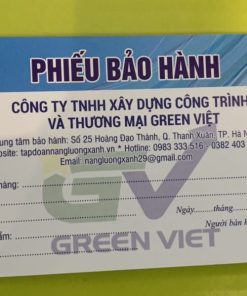 PHIẾU BẢO HÀNH
CÔNG TY TNHH XÂY DỰNG CÔNG TRÌNH
VÀ THƯƠNG MẠI GREEN VIỆT
tâm bảo hành: Số 25 Hoàng Đạo Thành, Q. Thanh Xuân, TP. Hà
tapdoannangluongxanh.vn * Hotline: 0983 333 516 - 0382 403
Email: nangluongxanh29@gmail.com
hàng:
Ngày.....tháng
Người bán
GREEN VIET